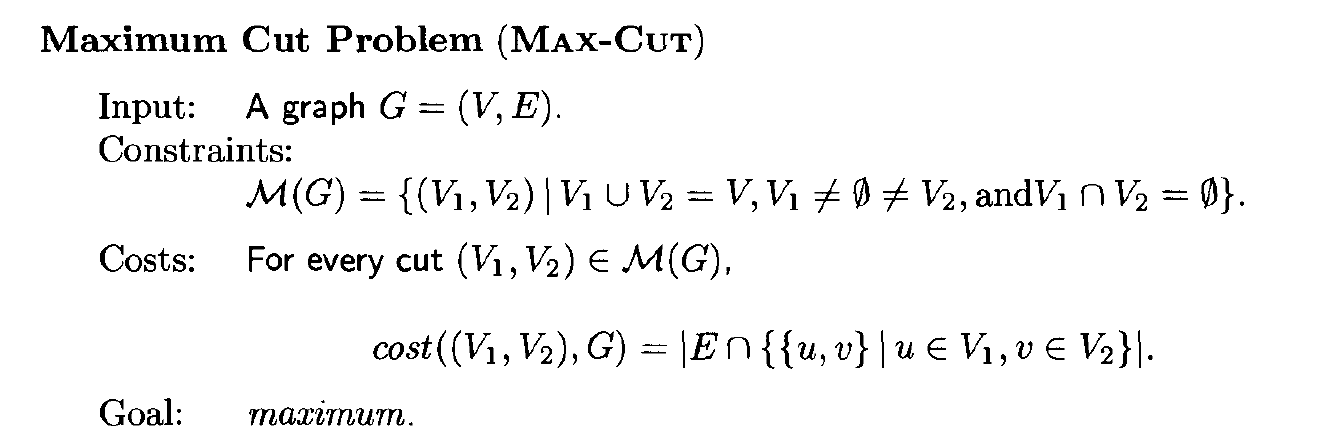 Maximum Cut Problem (MAX-CUT)
Input: A graph G = (V, E).
Constraints:
M(G) = {(V₁, V₂) | V₁ ∪ V₂ = V, V₁ ≠ ∅ ≠ V₂, andV₁ ∩ V₂ = ∅}.
Costs: For every cut (V₁, V₂) ∈ M(G),
cost((V₁, V₂), G) = |E ∩ {{u, v} | u ∈ V₁, v ∈ V₂}|.
Goal: maximum.